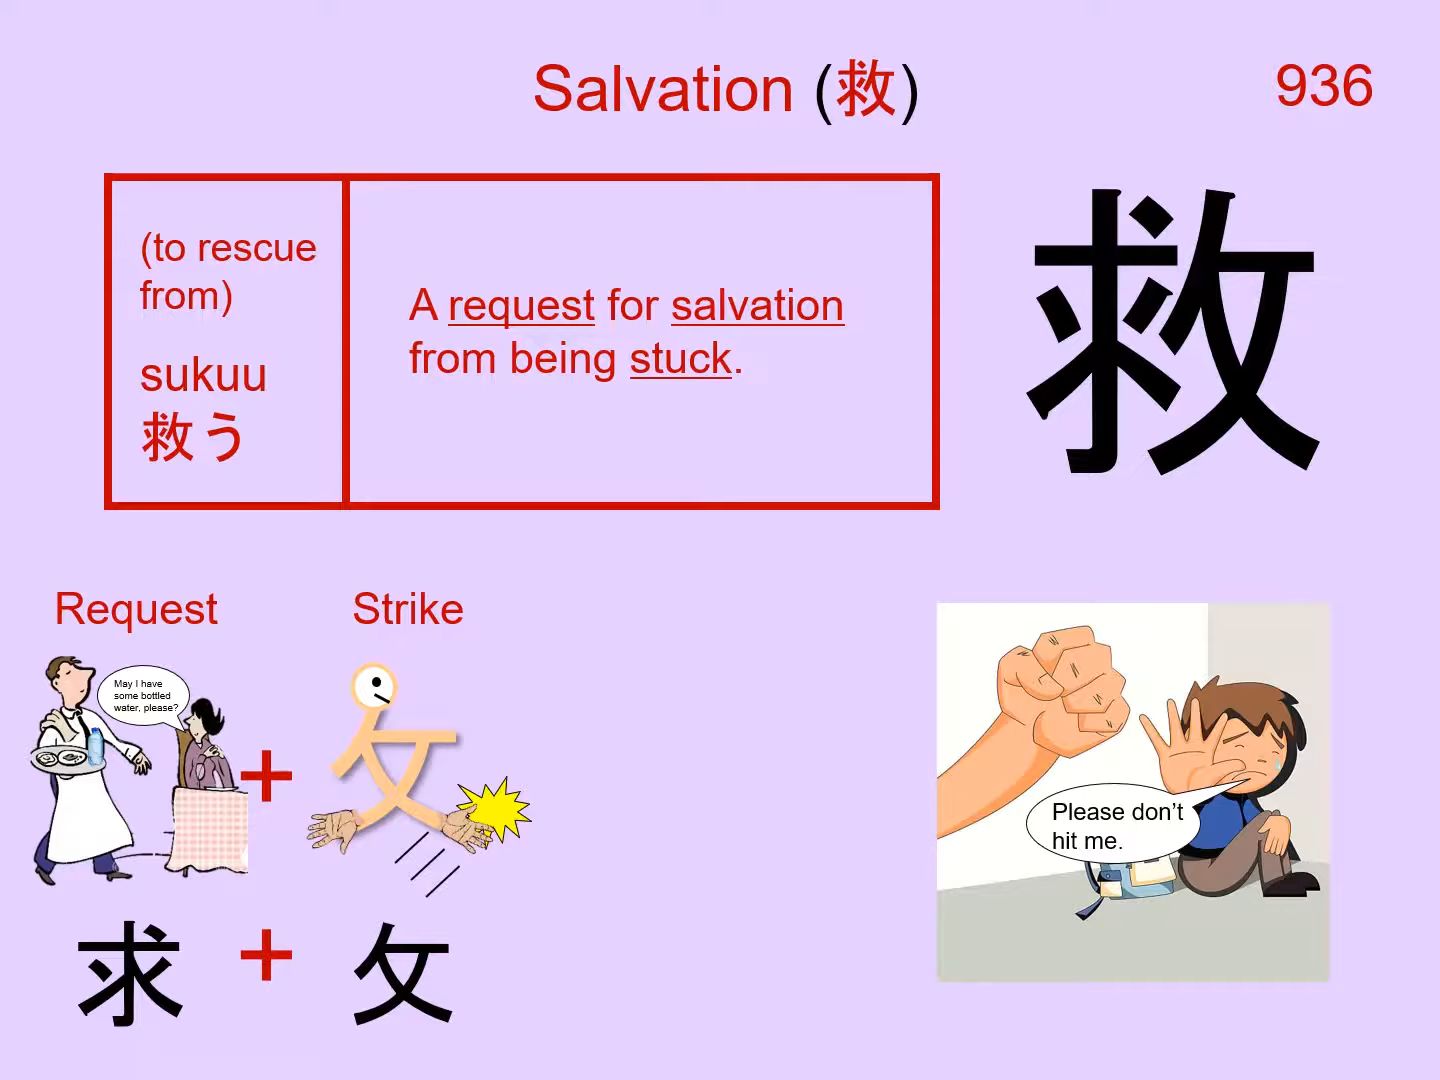 Salvation (救)
936
(to rescue
from)
sukuu
救う
A request for salvation
from being stuck.
救
Request
Strike
May I have
some bottled
water, please?
+
求
+
攵
Please don't
hit me.